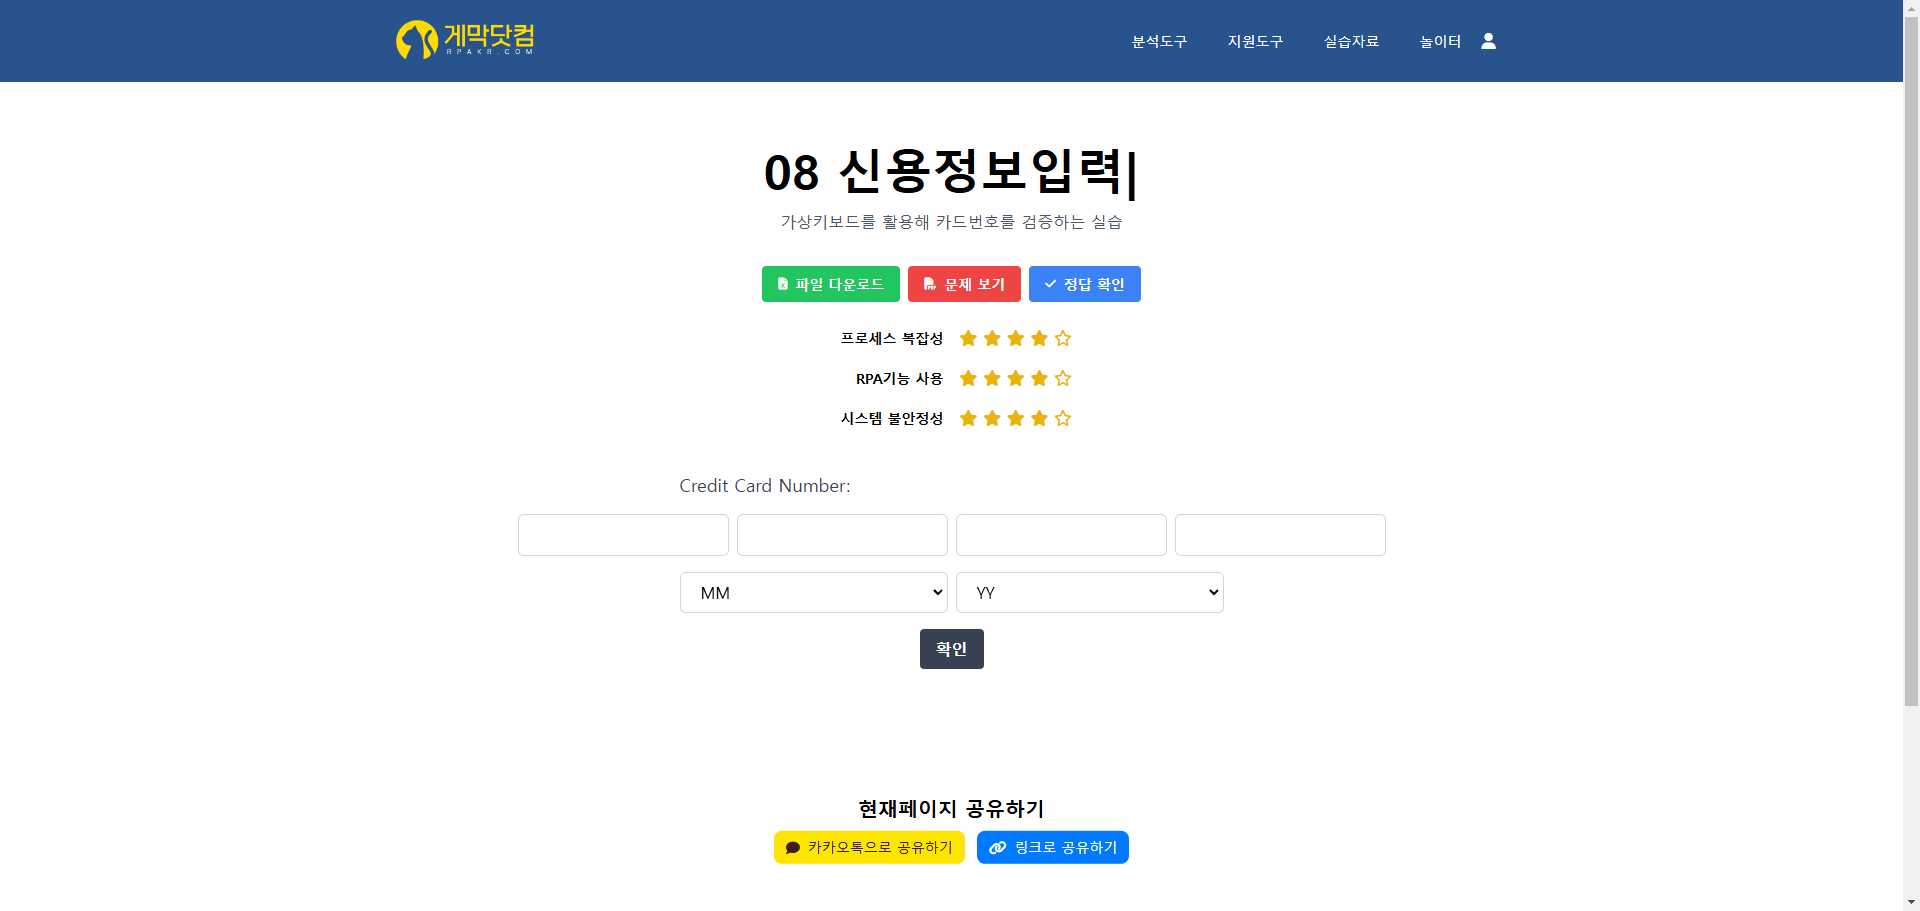 게막닷컴
RPAKR.COM
분석도구 지원도구 실습자료 놀이터
08 신용정보입력|
가상키보드를 활용해 카드번호를 검증하는 실습
파일 다운로드 문제 보기 정답 확인
프로세스 복잡성
RPA기능 사용
시스템 불안정성
Credit Card Number:
MM YY
확인
현재페이지 공유하기
카카오톡으로 공유하기 링크로 공유하기